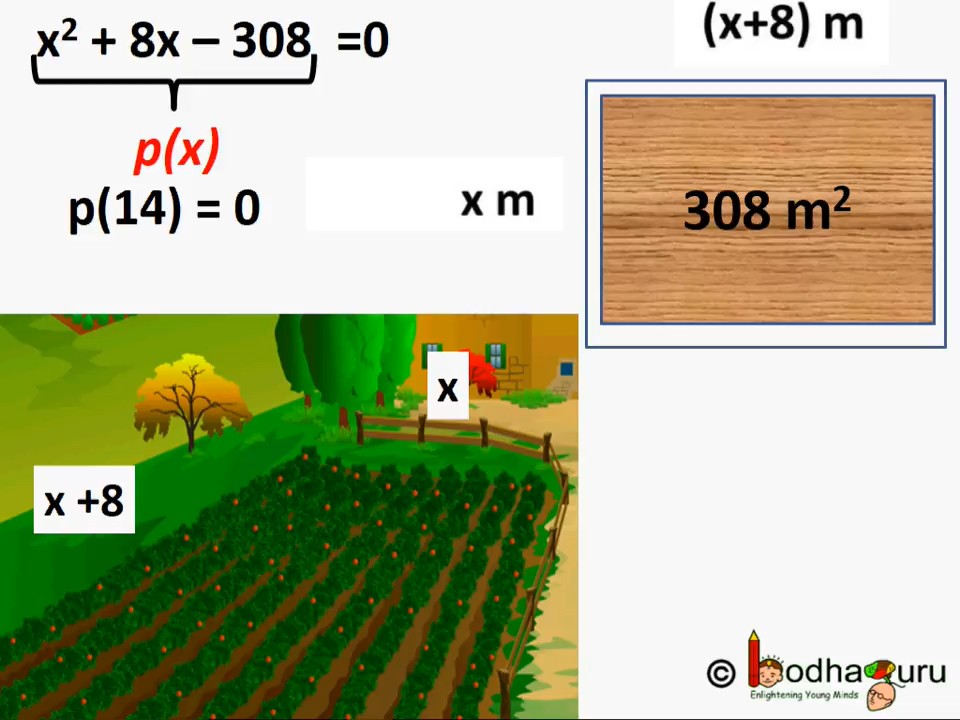 x² + 8x – 308 =0
(x+8) m
p(x)
p(14) = 0
x m
308 m²
x
x +8
© bodhaguru
Enlightening Young Minds